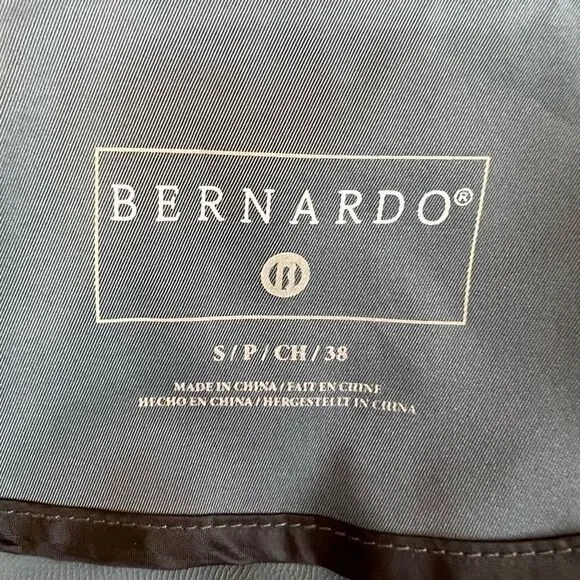 BERNARDO®
S / P / CH / 38
MADE IN CHINA / FAIT EN CHINE
HECHO EN CHINA / HERGESTELLT IN CHINA